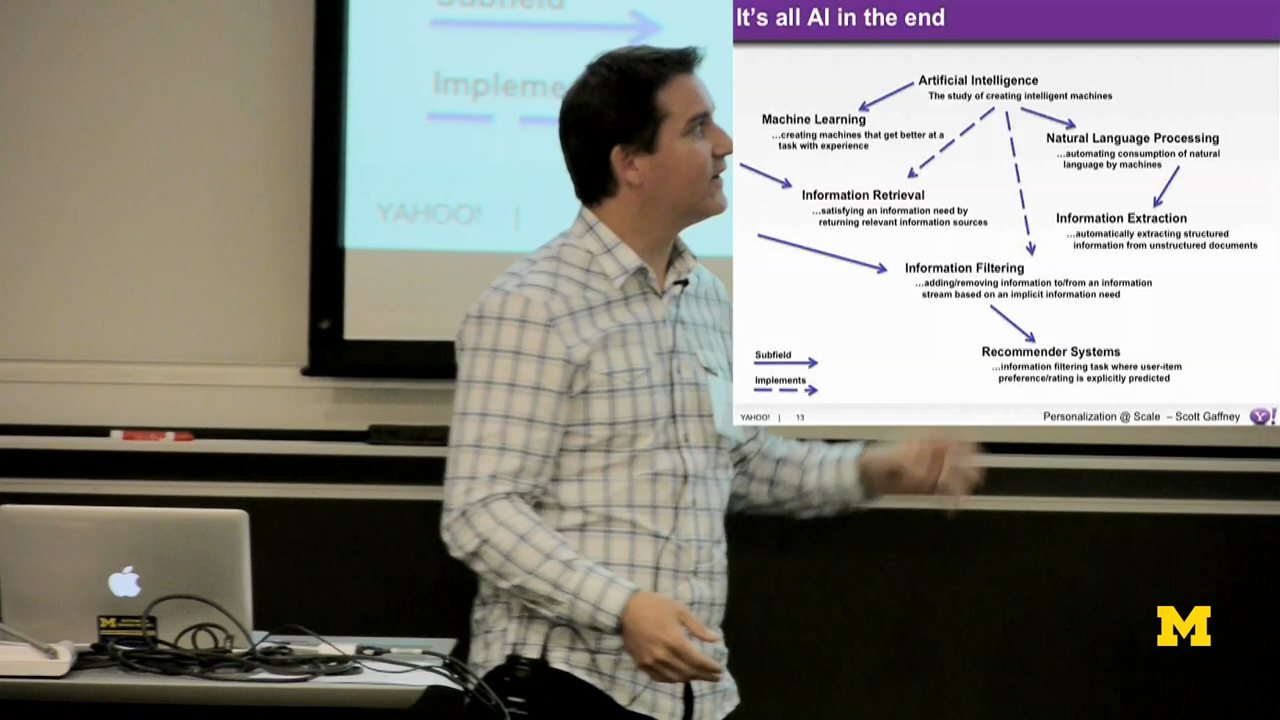 Subfield
Impleme
YAHOO! |
It's all AI in the end
Artificial Intelligence
The study of creating intelligent machines
Machine Learning
...creating machines that get better at a
task with experience
Natural Language Processing
...automating consumption of natural
language by machines
Information Retrieval
...satisfying an information need by
returning relevant information sources
Information Extraction
...automatically extracting structured
information from unstructured documents
Information Filtering
...adding/removing information to/from an information
stream based on an implicit information need
Recommender Systems
...information filtering task where user-item
preference/rating is explicitly predicted
Subfield
Implements
YAHOO! | 13
Personalization @ Scale – Scott Gaffney
Y!
M
M